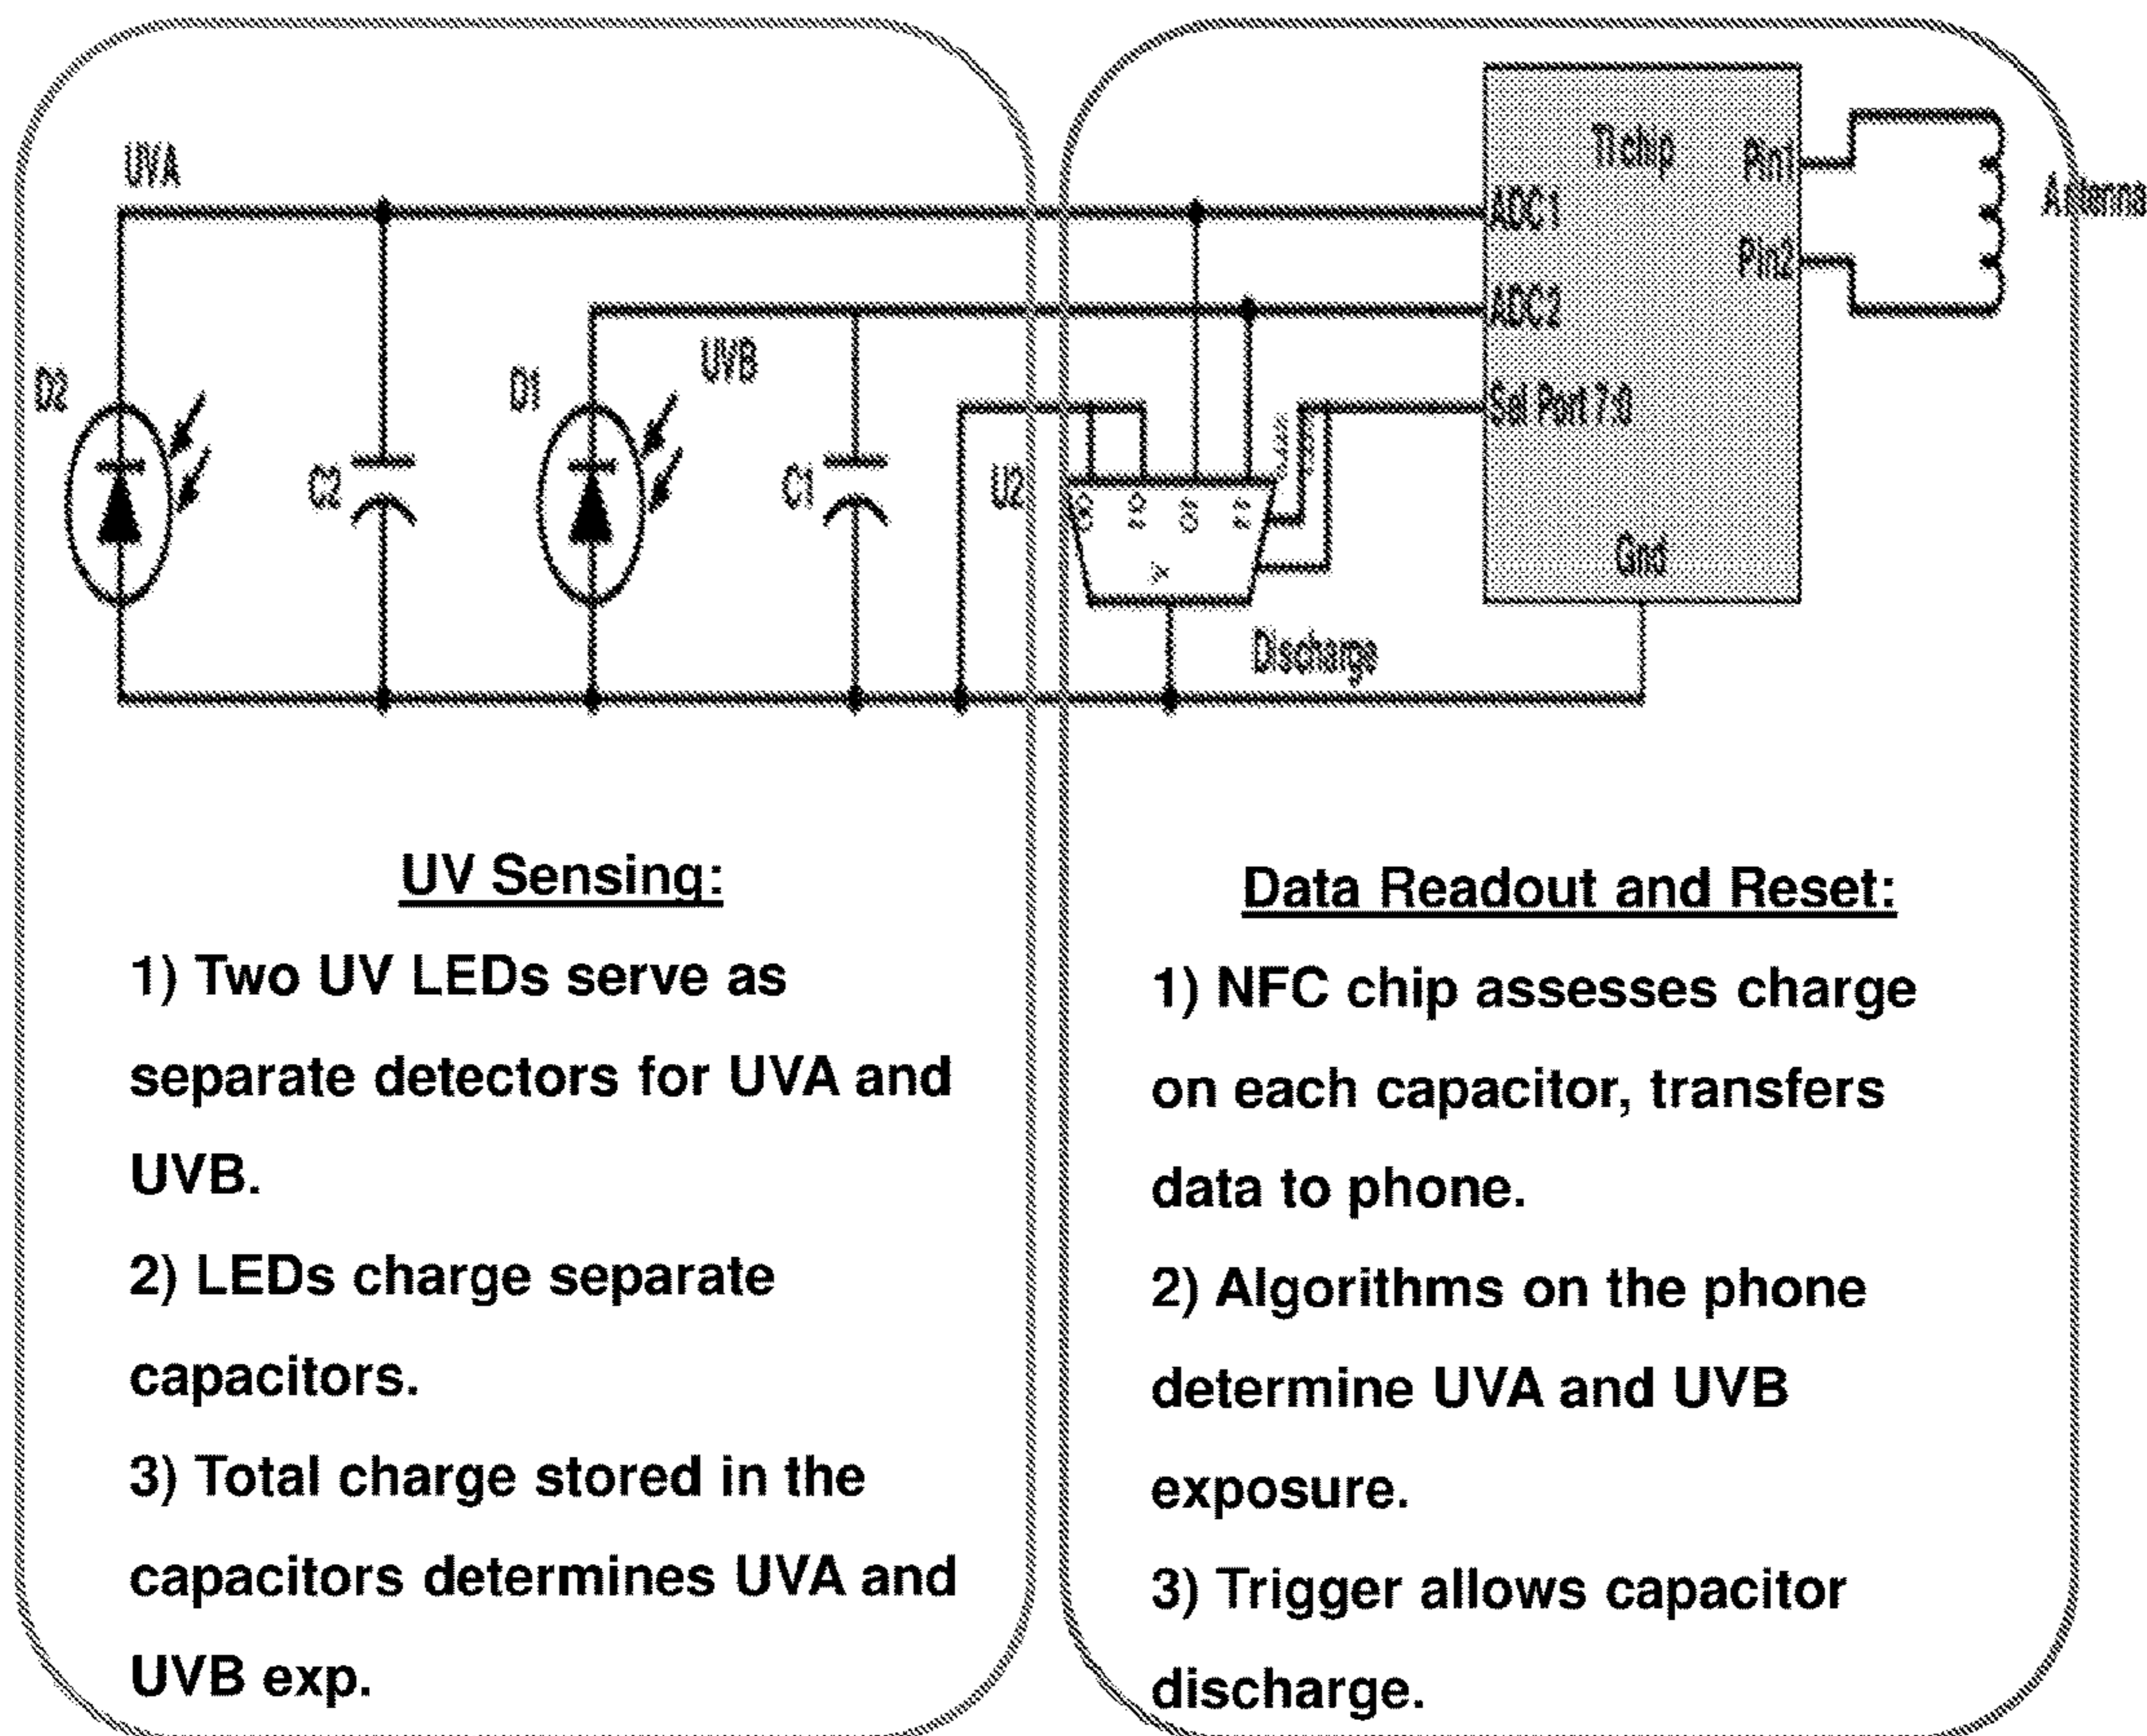 UVA
TI chip
Pin1
Antenna
ADC1
Pin2
ADC2
UVB
D2
D1
Sel Port 7:0
C2
C1
U2
Gnd
Discharge
UV Sensing:
1) Two UV LEDs serve as
separate detectors for UVA and
UVB.
2) LEDs charge separate
capacitors.
3) Total charge stored in the
capacitors determines UVA and
UVB exp.
Data Readout and Reset:
1) NFC chip assesses charge
on each capacitor, transfers
data to phone.
2) Algorithms on the phone
determine UVA and UVB
exposure.
3) Trigger allows capacitor
discharge.